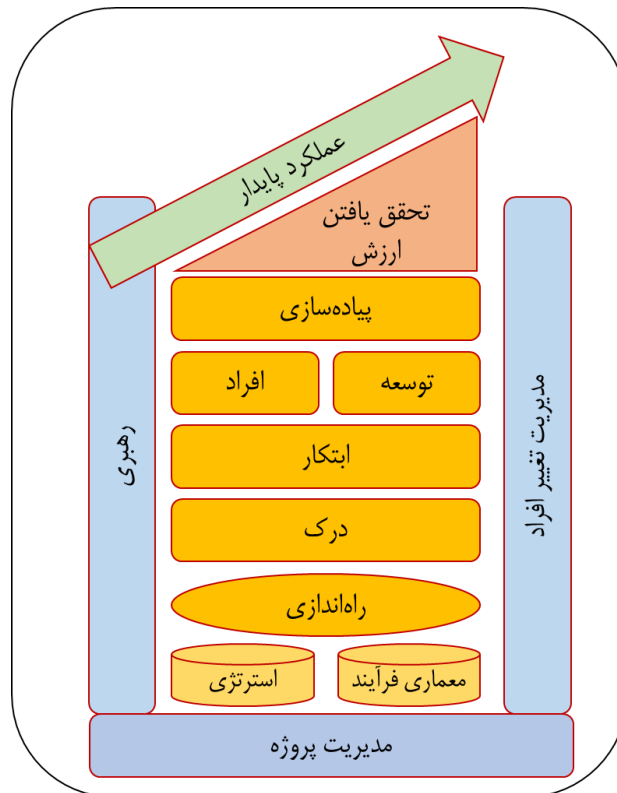 عملکرد پایدار
تحقق یافتن
ارزش
پیاده‌سازی
توسعه
افراد
ابتکار
درک
راه‌اندازی
معماری فرآیند
استرتژی
مدیریت تغییر افراد
رهبری
مدیریت پروژه